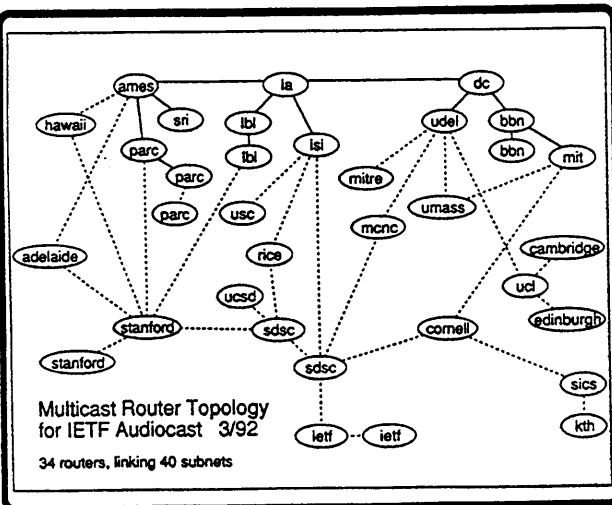 ames
la
dc
hawaii
sri
lbl
udel
bbn
parc
lbl
isi
bbn
mit
parc
mitre
parc
usc
umass
mcnc
adelaide
rice
cambridge
ucsd
ucl
stanford
sdsc
cornell
edinburgh
stanford
sdsc
sics
Multicast Router Topology
for IETF Audiocast 3/92
ietf
ietf
kth
34 routers, linking 40 subnets